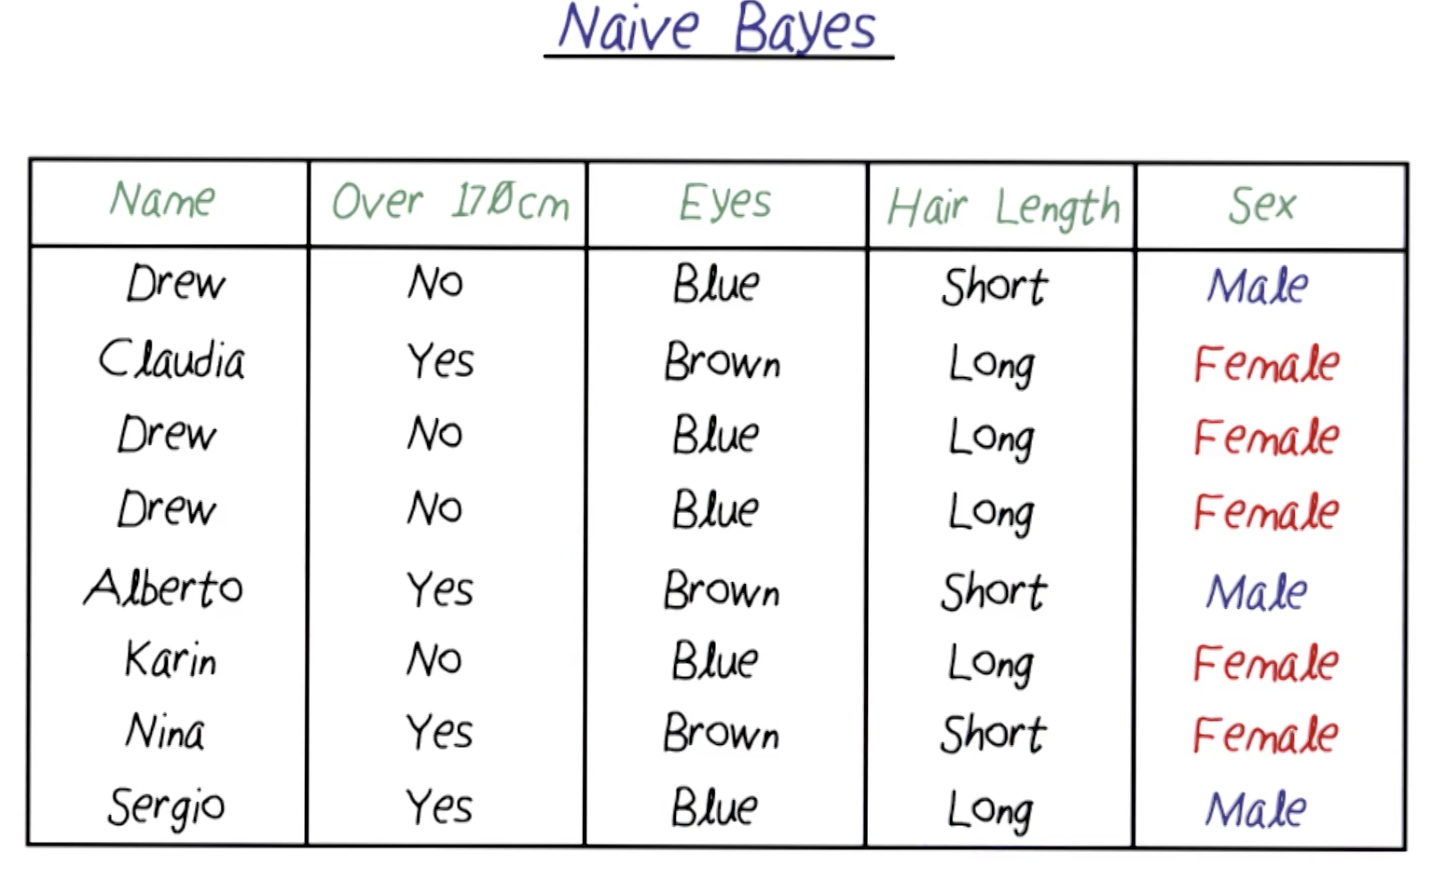 Naive Bayes
Name Over 170cm Eyes Hair Length Sex
Drew No Blue Short Male
Claudia Yes Brown Long Female
Drew No Blue Long Female
Drew No Blue Long Female
Alberto Yes Brown Short Male
Karin No Blue Long Female
Nina Yes Brown Short Female
Sergio Yes Blue Long Male